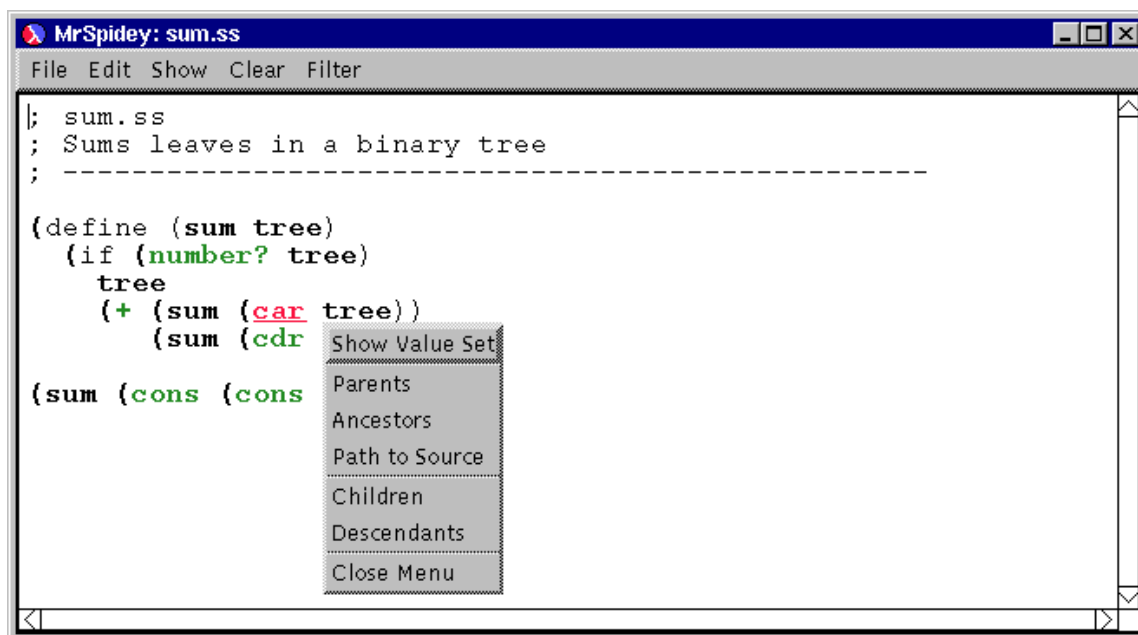 MrSpidey: sum.ss
File Edit Show Clear Filter
; sum.ss
; Sums leaves in a binary tree
; --------------------------------------------------
(define (sum tree)
(if (number? tree)
tree
(+ (sum (car tree))
(sum (cdr
(sum (cons (cons
Show Value Set
Parents
Ancestors
Path to Source
Children
Descendants
Close Menu